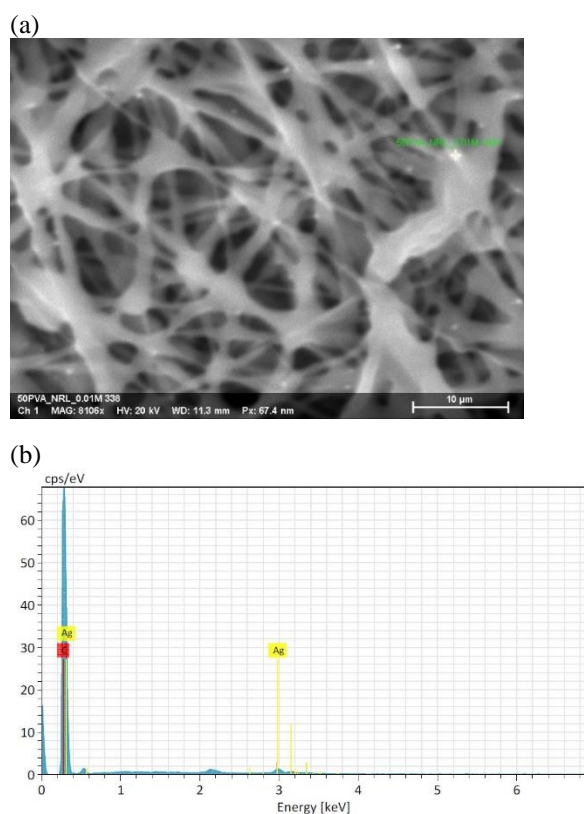 (a)
50PVA_NRL_0.01M 338
Ch 1 MAG: 8106x HV: 20 kV WD: 11.3 mm Px: 67.4 nm
10 µm
(b)
cps/eV
60
50
40
30
20
10
0
Ag
C
Ag
0 1 2 3 4 5 6
Energy [keV]